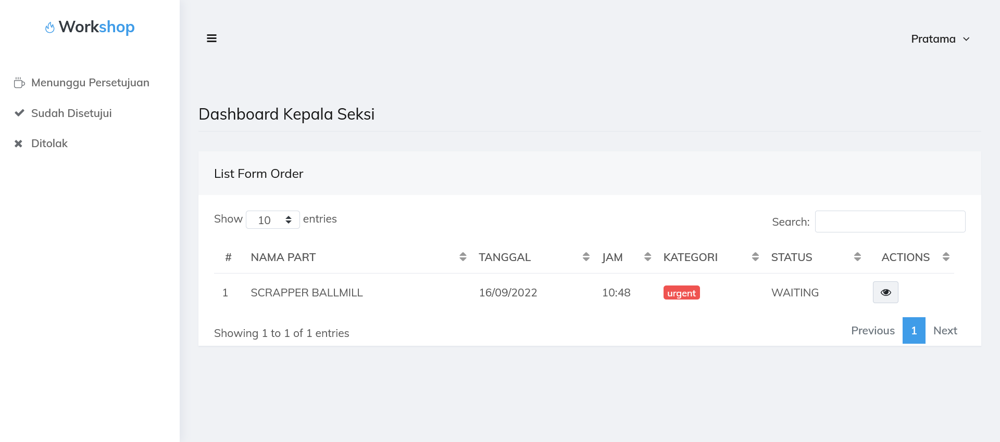 Workshop
Pratama
Menunggu Persetujuan
Sudah Disetujui
Ditolak
Dashboard Kepala Seksi
List Form Order
Show 10 entries
Search:
# NAMA PART TANGGAL JAM KATEGORI STATUS ACTIONS
1 SCRAPPER BALLMILL 16/09/2022 10:48 urgent WAITING
Showing 1 to 1 of 1 entries
Previous 1 Next